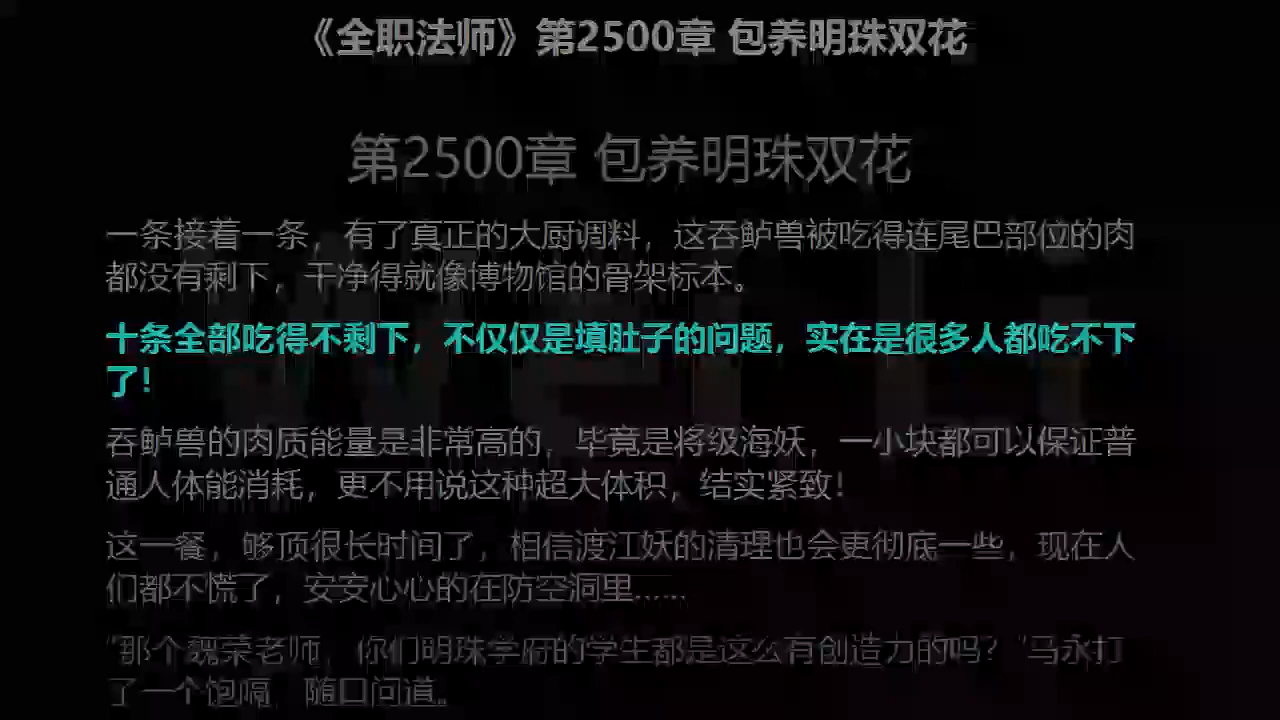 《全职法师》第2500章 包养明珠双花
第2500章 包养明珠双花
一条接着一条，有了真正的大厨调料，这吞鲈兽被吃得连尾巴部位的肉
都没有剩下，干净得就像博物馆的骨架标本。
十条全部吃得不剩下，不仅仅是填肚子的问题，实在是很多人都吃不下
了！
吞鲈兽的肉质能量是非常高的，毕竟是将级海妖，一小块都可以保证普
通人体能消耗，更不用说这种超大体积，结实紧致！
这一餐，够顶很长时间了，相信渡江妖的清理也会更彻底一些，现在人
们都不慌了，安安心心的在防空洞里……
“那个魏荣老师，你们明珠学府的学生都是这么有创造力的吗？”马永打
了一个饱嗝，随口问道。